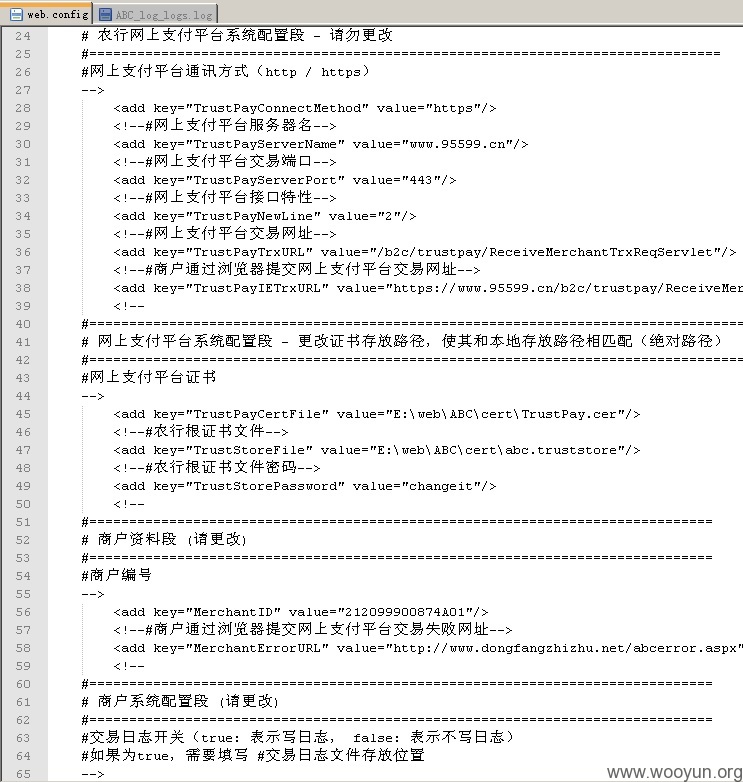 web.config ABC_log_logs.log
24 # 农行网上支付平台系统配置段 - 请勿更改
25 #===============================================================================
26 #网上支付平台通讯方式（http / https）
27 -->
28 <add key="TrustPayConnectMethod" value="https"/>
29 <!--#网上支付平台服务器名-->
30 <add key="TrustPayServerName" value="www.95599.cn"/>
31 <!--#网上支付平台交易端口-->
32 <add key="TrustPayServerPort" value="443"/>
33 <!--#网上支付平台接口特性-->
34 <add key="TrustPayNewLine" value="2"/>
35 <!--#网上支付平台交易网址-->
36 <add key="TrustPayTrxURL" value="/b2c/trustpay/ReceiveMerchantTrxReqServlet"/>
37 <!--#商户通过浏览器提交网上支付平台交易网址-->
38 <add key="TrustPayIETrxURL" value="https://www.95599.cn/b2c/trustpay/ReceiveMer
39 <!--
40 #==================================================================================
41 # 网上支付平台系统配置段 - 更改证书存放路径，使其和本地存放路径相匹配（绝对路径）
42 #==================================================================================
43 #网上支付平台证书
44 -->
45 <add key="TrustPayCertFile" value="E:\web\ABC\cert\TrustPay.cer"/>
46 <!--#农行根证书文件-->
47 <add key="TrustStoreFile" value="E:\web\ABC\cert\abc.truststore"/>
48 <!--#农行根证书文件密码-->
49 <add key="TrustStorePassword" value="changeit"/>
50 <!--
51 #==============================================================================
52 # 商户资料段 (请更改)
53 #==============================================================================
54 #商户编号
55 -->
56 <add key="MerchantID" value="212099900874A01"/>
57 <!--#商户通过浏览器提交网上支付平台交易失败网址-->
58 <add key="MerchantErrorURL" value="http://www.dongfangzhizhu.net/abcerror.aspx"
59 <!--
60 #==============================================================================
61 # 商户系统配置段 (请更改)
62 #==============================================================================
63 #交易日志开关（true: 表示写日志， false: 表示不写日志）
64 #如果为true，需要填写 #交易日志文件存放位置
65 -->
www.wooyun.org